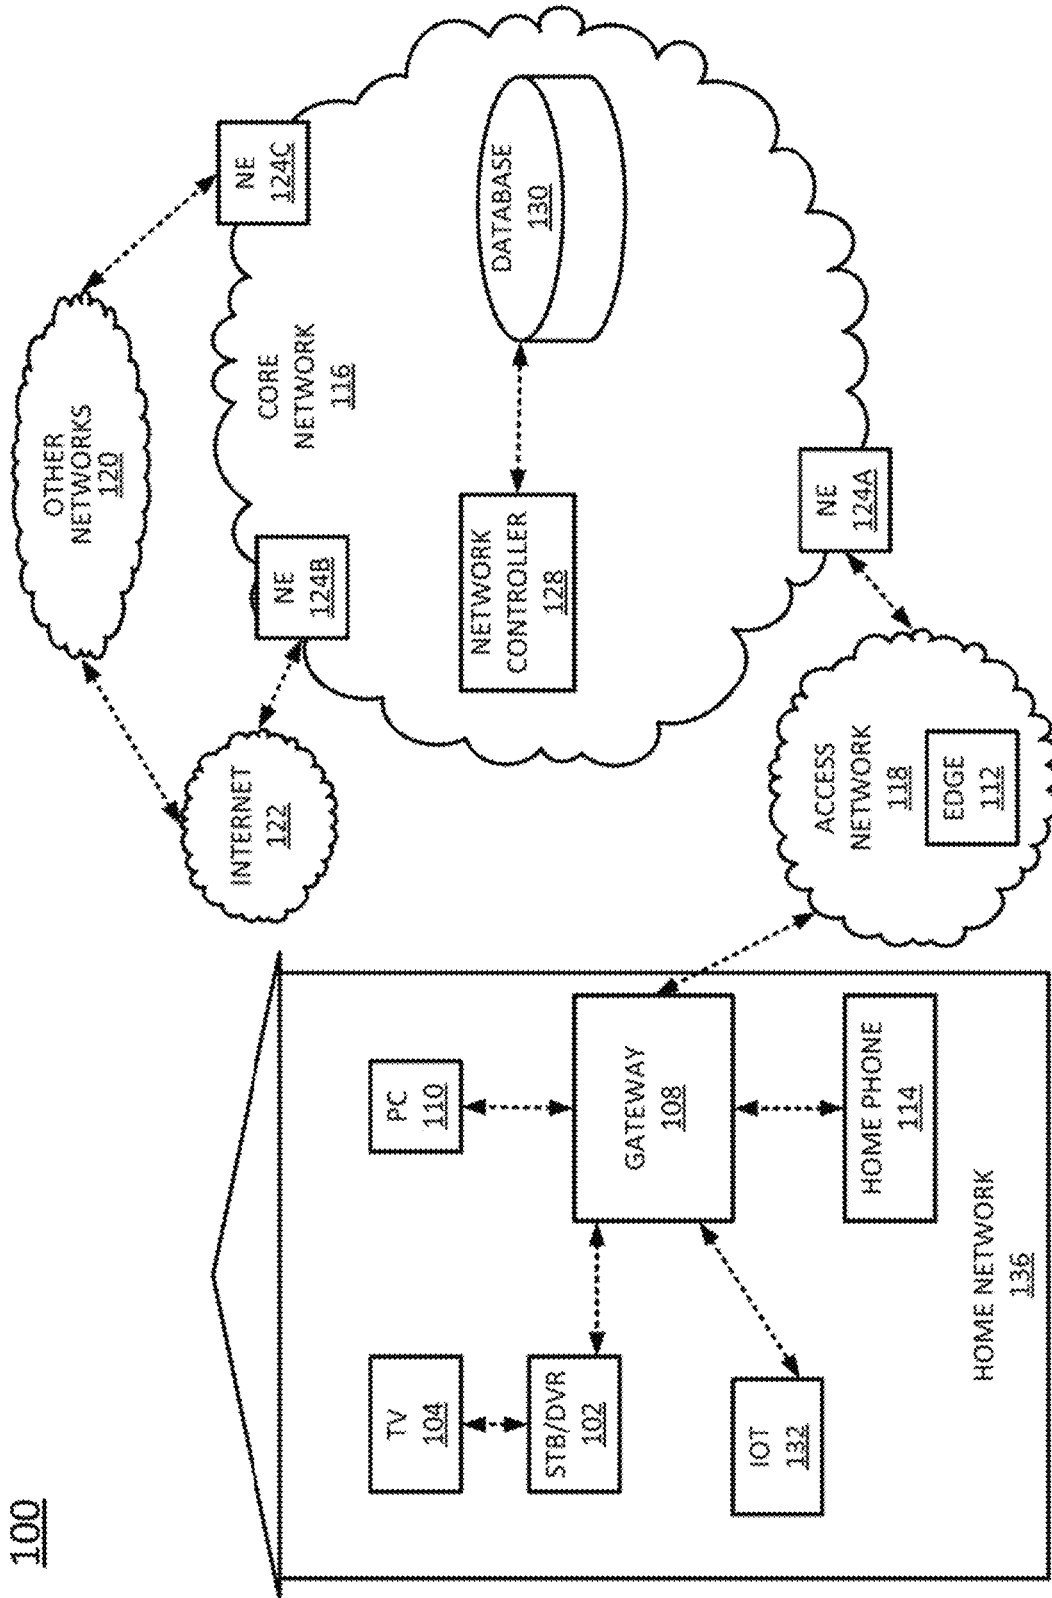 100
OTHER
NETWORKS
120
INTERNET
122
NE
124B
NE
124C
CORE
NETWORK
116
NETWORK
CONTROLLER
128
DATABASE
130
NE
124A
ACCESS
NETWORK
118
EDGE
112
TV
104
PC
110
STB/DVR
102
GATEWAY
108
IOT
132
HOME PHONE
114
HOME NETWORK
136